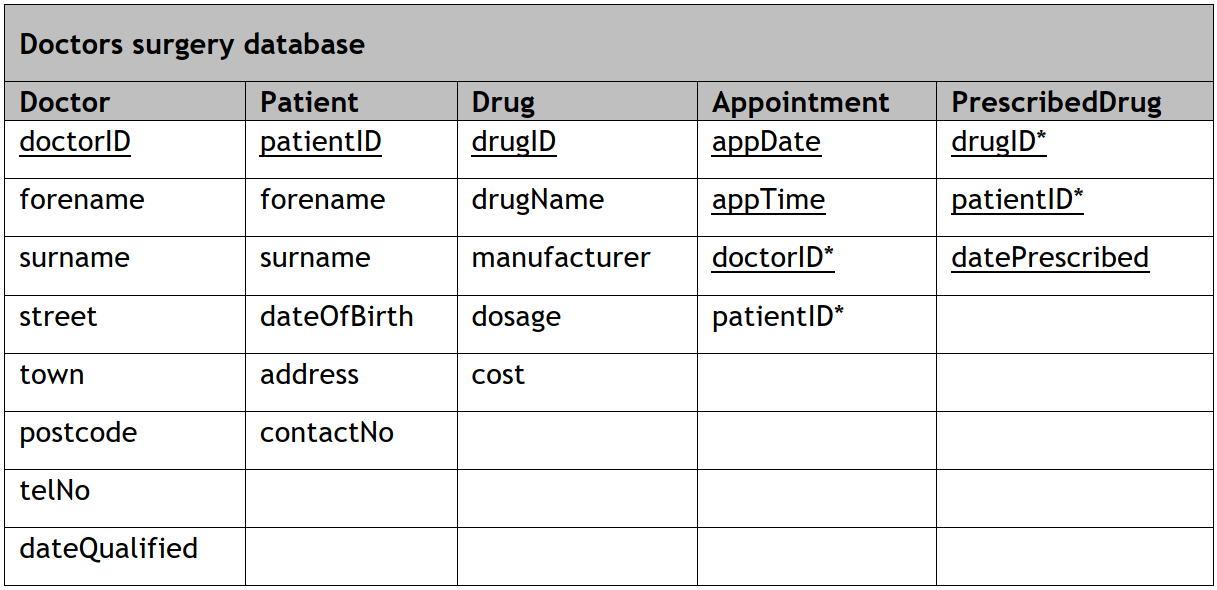 Doctors surgery database
Doctor Patient Drug Appointment PrescribedDrug
doctorID patientID drugID appDate drugID*
forename forename drugName appTime patientID*
surname surname manufacturer doctorID* datePrescribed
street dateOfBirth dosage patientID*
town address cost
postcode contactNo
telNo
dateQualified